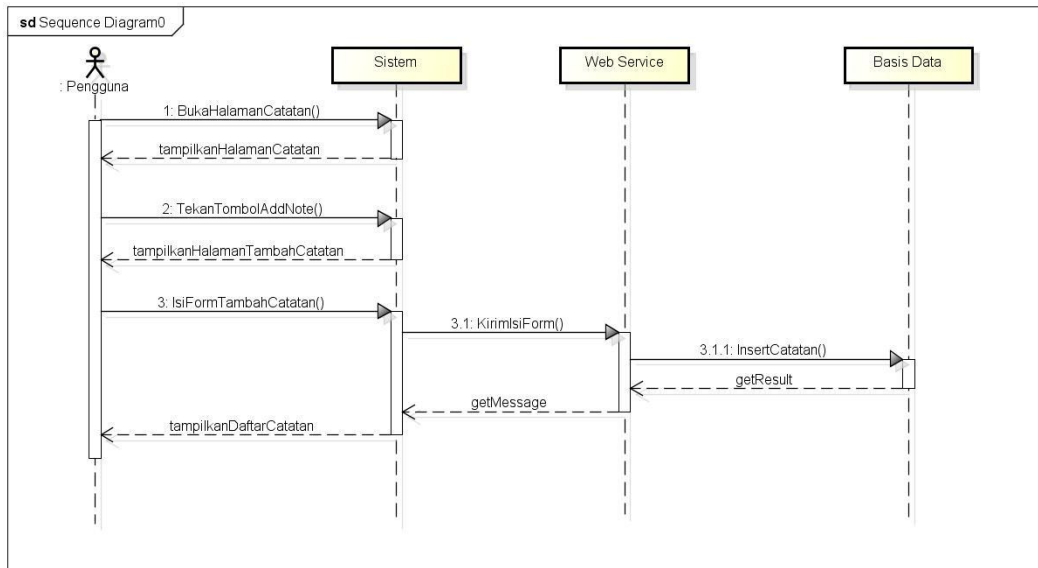 sd Sequence Diagram0
: Pengguna
Sistem
Web Service
Basis Data
1: BukaHalamanCatatan()
tampilkanHalamanCatatan
2: TekanTombolAddNote()
tampilkanHalamanTambahCatatan
3: IsiFormTambahCatatan()
3.1: KirimIsiForm()
3.1.1: InsertCatatan()
getResult
getMessage
tampilkanDaftarCatatan